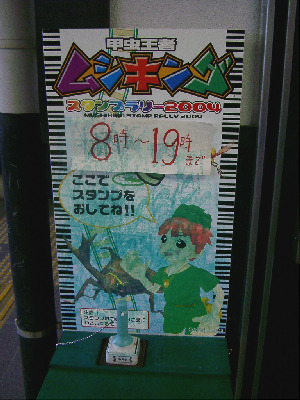 甲虫王者
ムシキング
スタンプラリー2004
MUSHIKING STAMP RALLY 2004
8時～19時
まで
ここで
スタンプを
おしてね!!